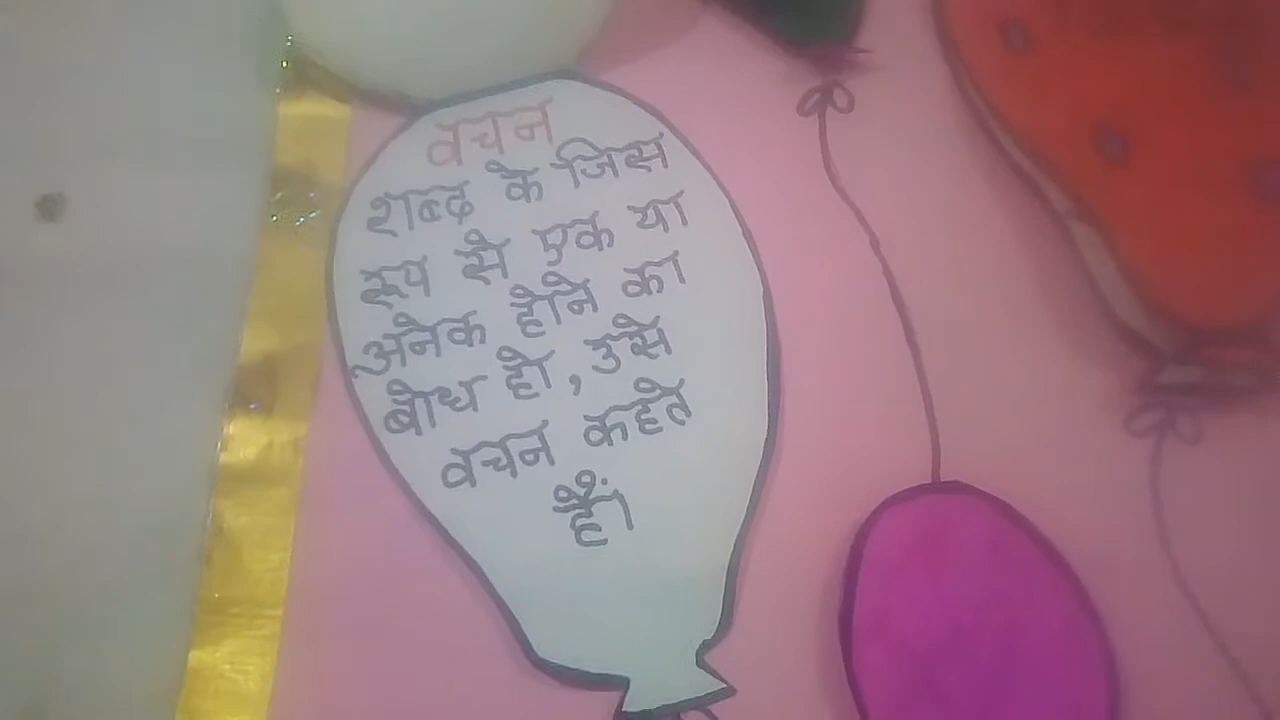 वचन
शब्द के जिस
रूप से एक या
अनेक होने का
बोध हो, उसे
वचन कहते
हैं